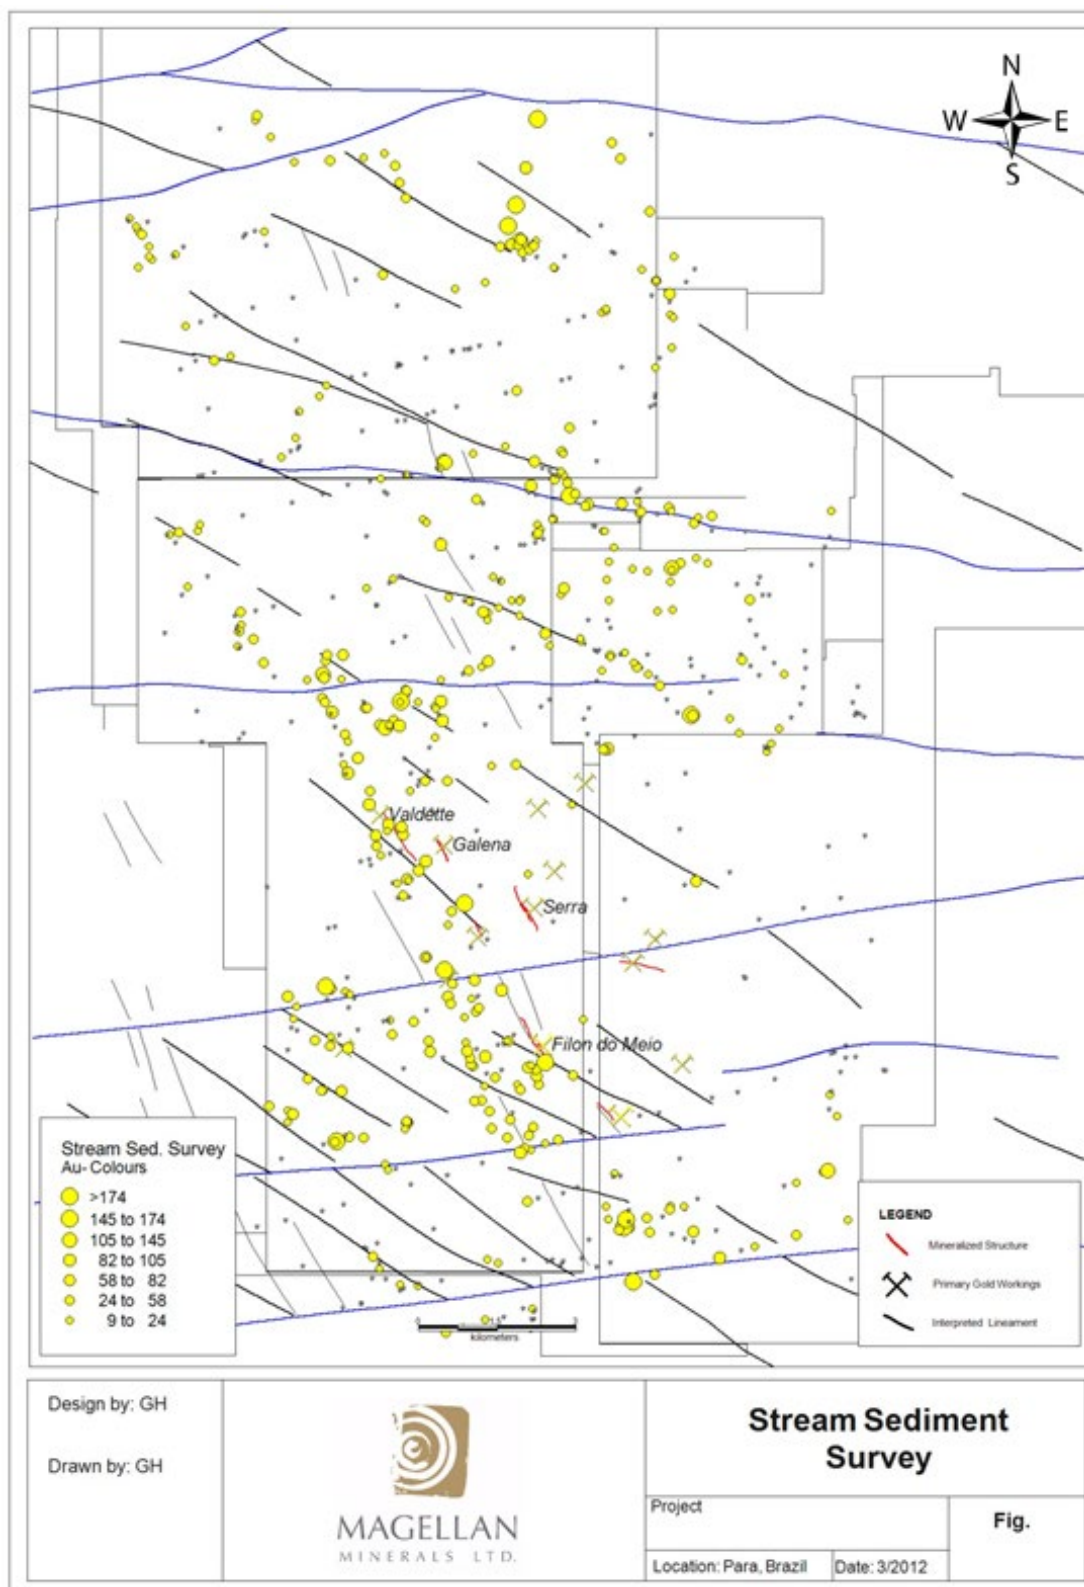 N
W
E
S
Valdette
Galena
Serra
Filon do Meio
Stream Sed. Survey
Au- Colours
>174
145 to 174
105 to 145
82 to 105
58 to 82
24 to 58
9 to 24
LEGEND
Mineralized Structure
Primary Gold Workings
Interpreted Lineament
0
3
kilometers
Design by: GH
Drawn by: GH
MAGELLAN
MINERALS LTD.
Stream Sediment
Survey
Project
Fig.
Location: Para, Brazil
Date: 3/2012